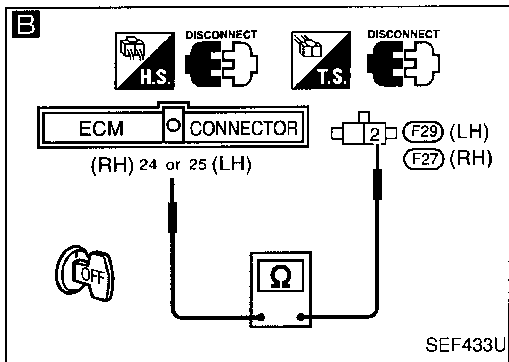 B
DISCONNECT
H.S.
DISCONNECT
T.S.
ECM CONNECTOR
2 F29 (LH)
F27 (RH)
(RH) 24 or 25 (LH)
OFF
Ω
SEF433U